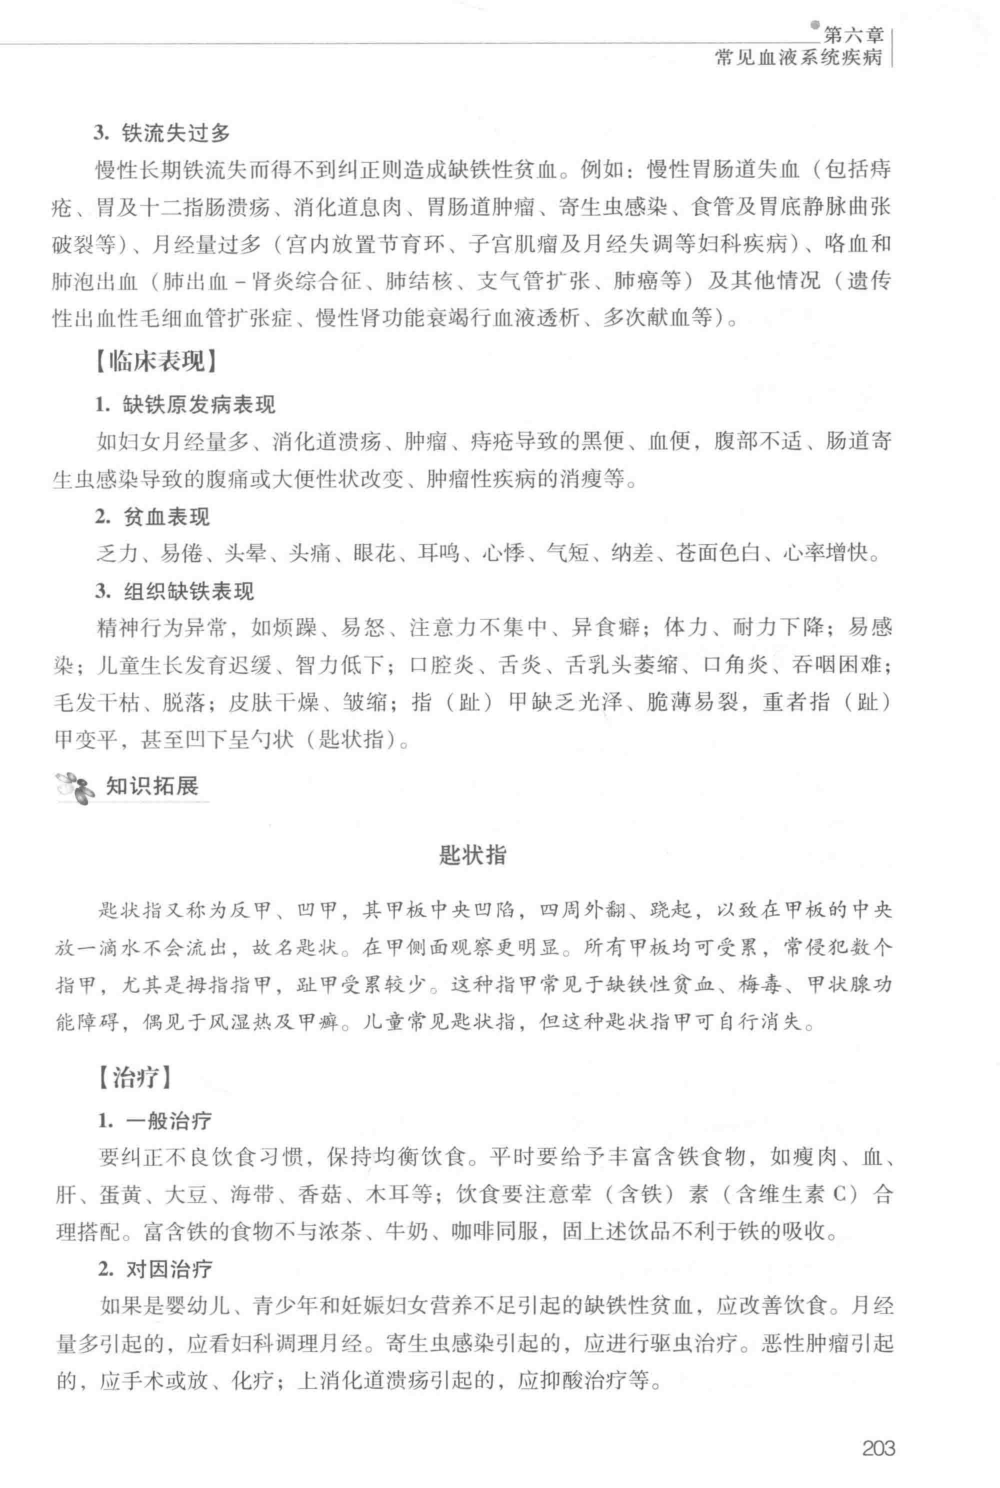 第六章
常见血液系统疾病
3. 铁流失过多
慢性长期铁流失而得不到纠正则造成缺铁性贫血。例如：慢性胃肠道失血（包括痔
疮、胃及十二指肠溃疡、消化道息肉、胃肠道肿瘤、寄生虫感染、食管及胃底静脉曲张
破裂等）、月经量过多（宫内放置节育环、子宫肌瘤及月经失调等妇科疾病）、咯血和
肺泡出血（肺出血－肾炎综合征、肺结核、支气管扩张、肺癌等）及其他情况（遗传
性出血性毛细血管扩张症、慢性肾功能衰竭行血液透析、多次献血等）。
【临床表现】
1. 缺铁原发病表现
如妇女月经量多、消化道溃疡、肿瘤、痔疮导致的黑便、血便，腹部不适、肠道寄
生虫感染导致的腹痛或大便性状改变、肿瘤性疾病的消瘦等。
2. 贫血表现
乏力、易倦、头晕、头痛、眼花、耳鸣、心悸、气短、纳差、苍面色白、心率增快。
3. 组织缺铁表现
精神行为异常，如烦躁、易怒、注意力不集中、异食癖；体力、耐力下降；易感
染；儿童生长发育迟缓、智力低下；口腔炎、舌炎、舌乳头萎缩、口角炎、吞咽困难；
毛发干枯、脱落；皮肤干燥、皱缩；指（趾）甲缺乏光泽、脆薄易裂，重者指（趾）
甲变平，甚至凹下呈勺状（匙状指）。
知识拓展
匙状指
匙状指又称为反甲、凹甲，其甲板中央凹陷，四周外翻、跷起，以致在甲板的中央
放一滴水不会流出，故名匙状。在甲侧面观察更明显。所有甲板均可受累，常侵犯数个
指甲，尤其是拇指指甲，趾甲受累较少。这种指甲常见于缺铁性贫血、梅毒、甲状腺功
能障碍，偶见于风湿热及甲癣。儿童常见匙状指，但这种匙状指甲可自行消失。
【治疗】
1. 一般治疗
要纠正不良饮食习惯，保持均衡饮食。平时要给予丰富含铁食物，如瘦肉、血、
肝、蛋黄、大豆、海带、香菇、木耳等；饮食要注意荤（含铁）素（含维生素 C）合
理搭配。富含铁的食物不与浓茶、牛奶、咖啡同服，固上述饮品不利于铁的吸收。
2. 对因治疗
如果是婴幼儿、青少年和妊娠妇女营养不足引起的缺铁性贫血，应改善饮食。月经
量多引起的，应看妇科调理月经。寄生虫感染引起的，应进行驱虫治疗。恶性肿瘤引起
的，应手术或放、化疗；上消化道溃疡引起的，应抑酸治疗等。
203